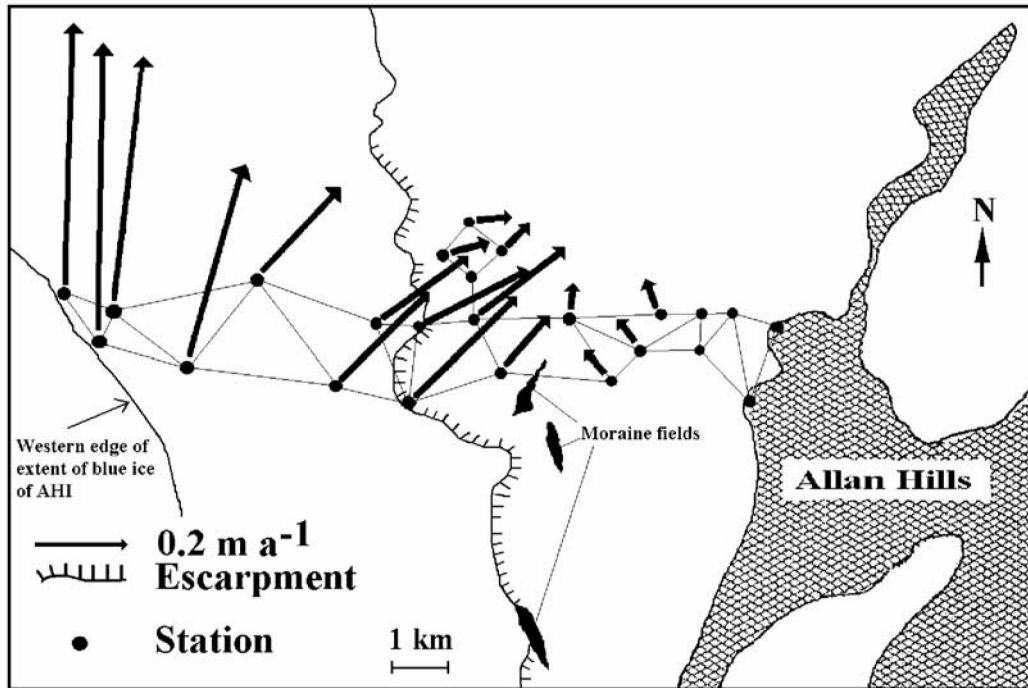 N
Western edge of
extent of blue ice
of AHI
Moraine fields
Allan Hills
0.2 m a-1
Escarpment
Station
1 km